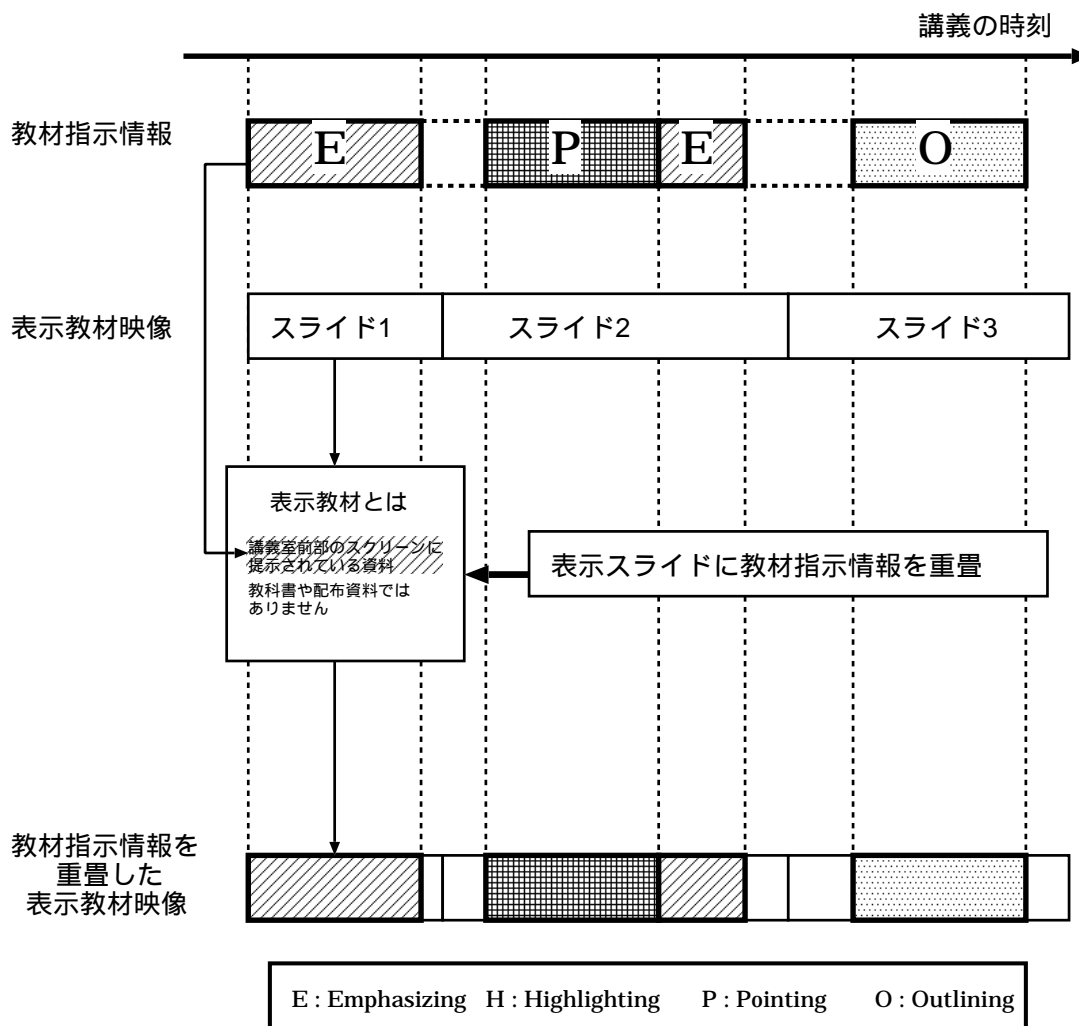 講義の時刻
教材指示情報
E
P
E
O
表示教材映像
スライド1
スライド2
スライド3
表示教材とは
講義室前部のスクリーンに
提示されている資料
教科書や配布資料では
ありません
表示スライドに教材指示情報を重畳
教材指示情報を
重畳した
表示教材映像
E : Emphasizing H : Highlighting P : Pointing O : Outlining